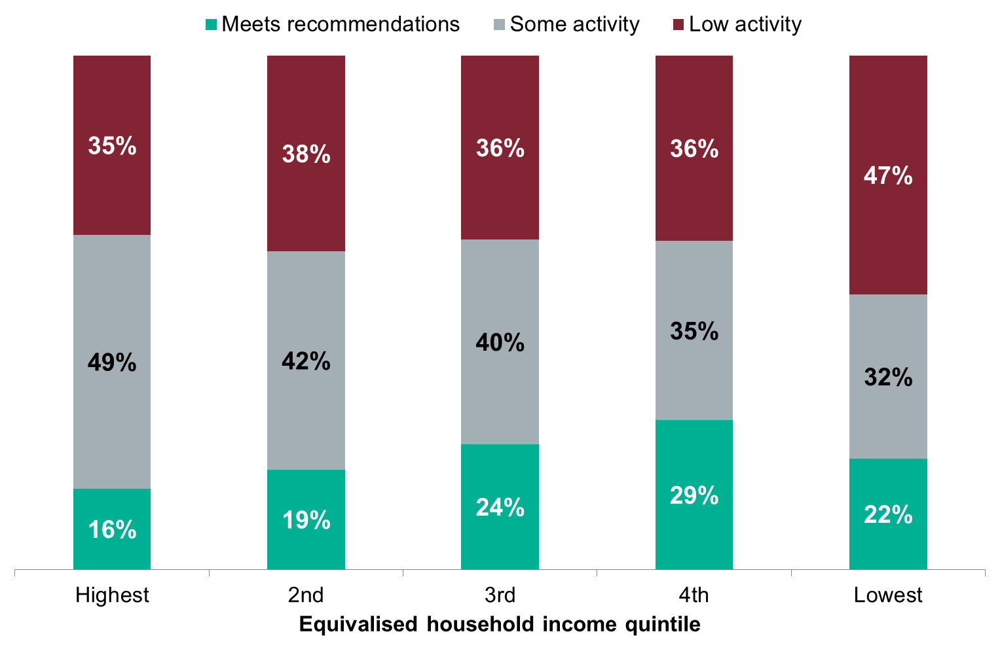 Meets recommendations Some activity Low activity
35% 38% 36% 36% 47%
49% 42% 40% 35% 32%
16% 19% 24% 29% 22%
Highest 2nd 3rd 4th Lowest
Equivalised household income quintile